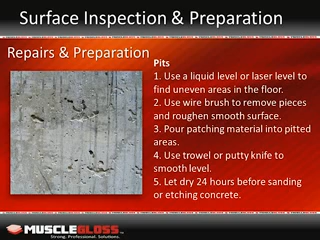 Surface Inspection & Preparation
Repairs & Preparation
Pits
1. Use a liquid level or laser level to
find uneven areas in the floor.
2. Use wire brush to remove pieces
and roughen smooth surface.
3. Pour patching material into pitted
areas.
4. Use trowel or putty knife to
smooth level.
5. Let dry 24 hours before sanding
or etching concrete.
MUSCLEGLOSS
Strong. Professional. Solutions.